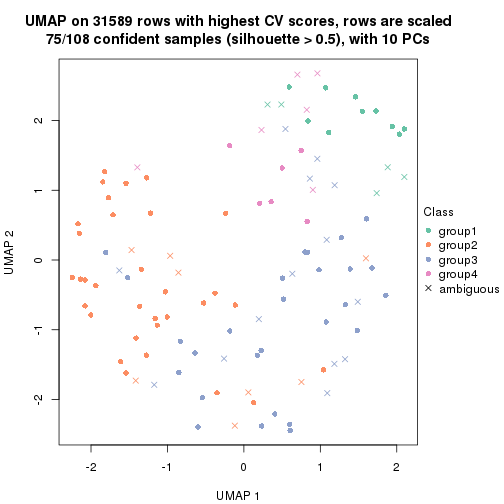 UMAP on 31589 rows with highest CV scores, rows are scaled
75/108 confident samples (silhouette > 0.5), with 10 PCs
2
1
0
-1
-2
UMAP 2
-2
-1
0
1
2
UMAP 1
Class
group1
group2
group3
group4
ambiguous